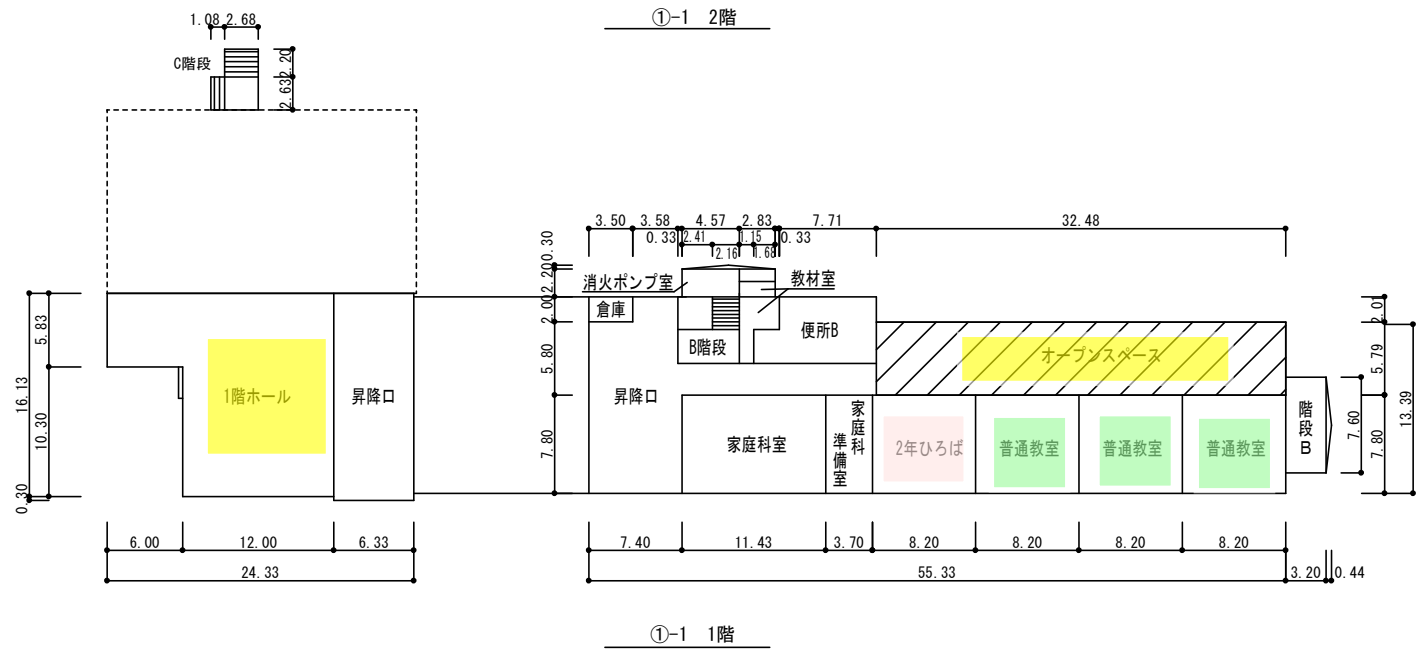 ①-1 2階
1.08 2.68
C階段
2.20
2.63
3.50 3.58 4.57 2.83 7.71 32.48
0.33 2.41 1.15 0.33
2.16 1.68
0.30
2.20
2.00
5.80
7.80
消火ポンプ室 教材室
倉庫
B階段 便所B
オープンスペース
5.83
16.13
10.30
0.30
1階ホール 昇降口 昇降口
家庭科室
家庭科
準備室
2年ひろば 普通教室 普通教室 普通教室
階段B
2.01
5.79
7.60
7.80
13.39
6.00 12.00 6.33 7.40 11.43 3.70 8.20 8.20 8.20 8.20
24.33 55.33 3.20 0.44
①-1 1階